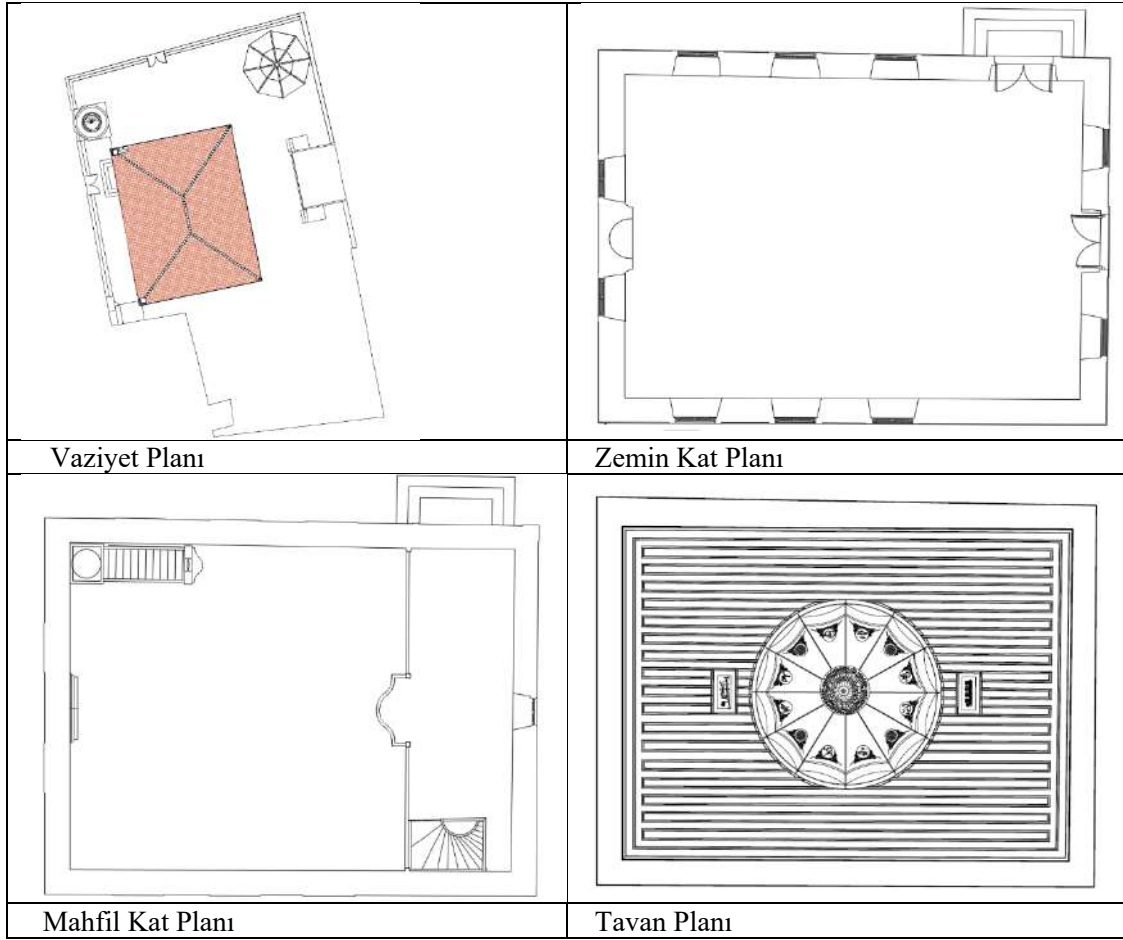 Vaziyet Planı
Zemin Kat Planı
Mahfil Kat Planı
Tavan Planı